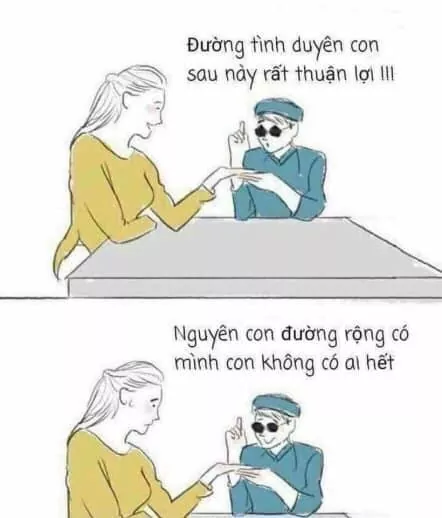 Đường tình duyên con
sau này rất thuận lợi !!!
Nguyên con đường rộng có
mình con không có ai hết